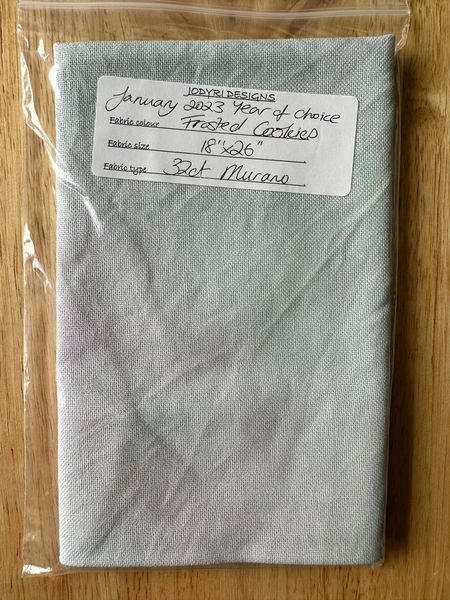 JODYRI DESIGNS
January 2023 Year of Choice
Fabric colour Frosted Cookies
Fabric size 18"x26"
Fabric type 32ct Murano